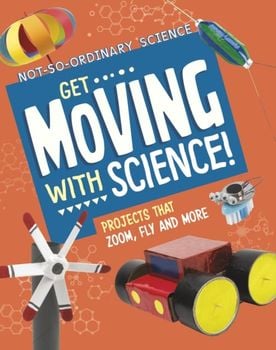 NOT-SO-ORDINARY SCIENCE
GET
MOVING
WITH SCIENCE!
PROJECTS THAT
ZOOM, FLY AND MORE